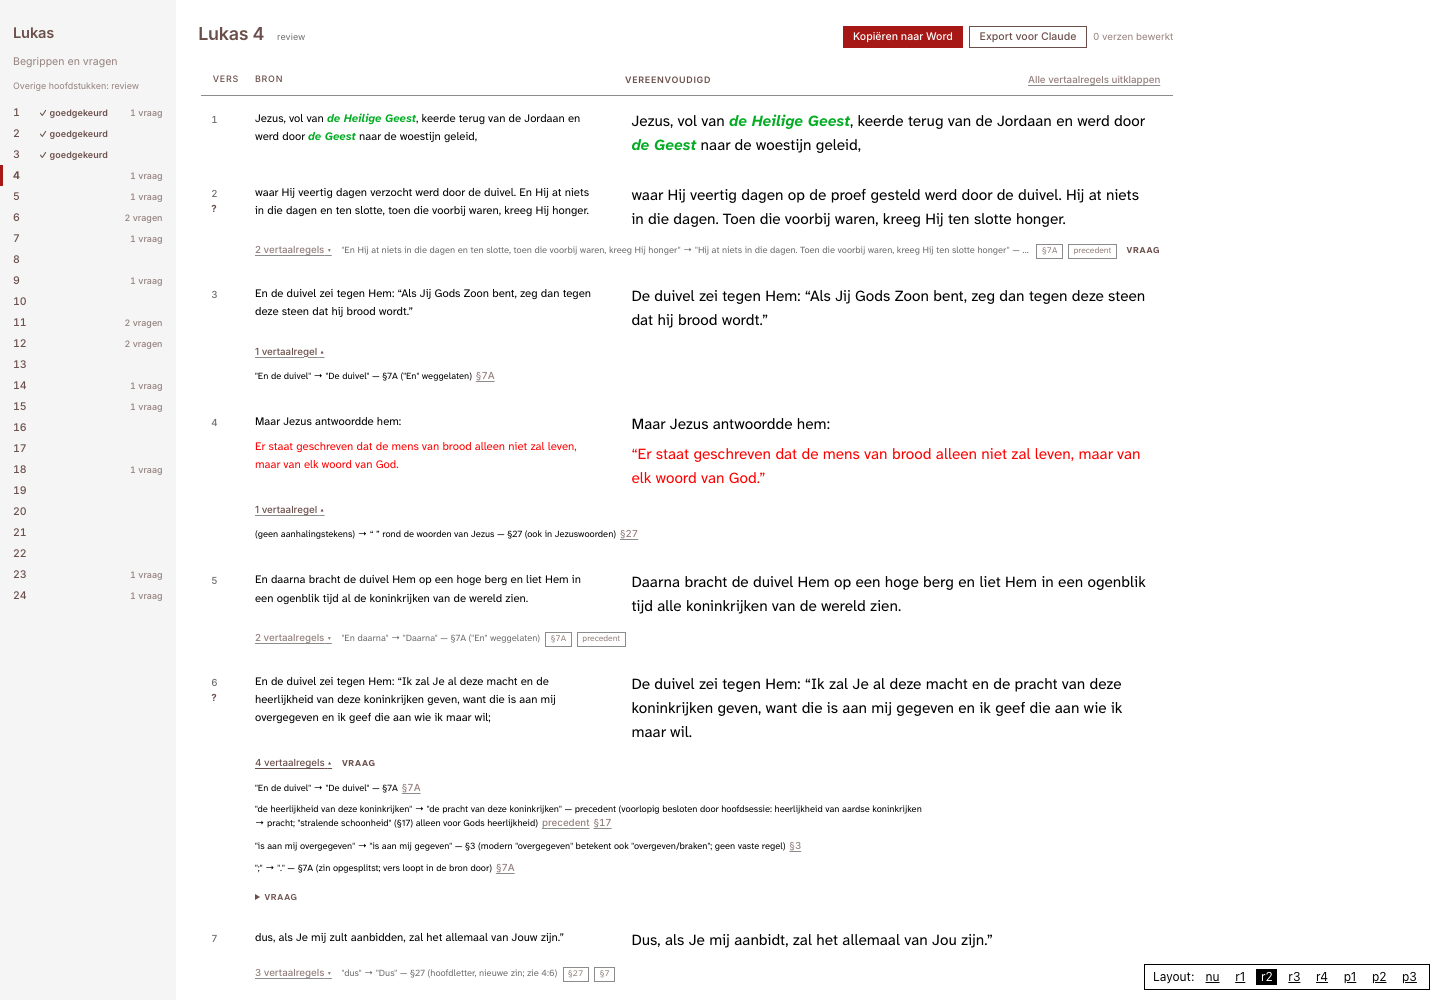 Lukas
Begrippen en vragen
Overige hoofdstukken: review
1 ✓ goedgekeurd 1 vraag
2 ✓ goedgekeurd
3 ✓ goedgekeurd
4 1 vraag
5 1 vraag
6 2 vragen
7 1 vraag
8
9 1 vraag
10
11 2 vragen
12 2 vragen
13
14 1 vraag
15 1 vraag
16
17
18 1 vraag
19
20
21
22
23 1 vraag
24 1 vraag
Lukas 4 review
Kopiëren naar Word Export voor Claude 0 verzen bewerkt
VERS BRON VEREENVOUDIGD Alle vertaalregels uitklappen
1
Jezus, vol van de Heilige Geest, keerde terug van de Jordaan en
werd door de Geest naar de woestijn geleid,
Jezus, vol van de Heilige Geest, keerde terug van de Jordaan en werd door
de Geest naar de woestijn geleid,
2
?
waar Hij veertig dagen verzocht werd door de duivel. En Hij at niets
in die dagen en ten slotte, toen die voorbij waren, kreeg Hij honger.
waar Hij veertig dagen op de proef gesteld werd door de duivel. Hij at niets
in die dagen. Toen die voorbij waren, kreeg Hij ten slotte honger.
2 vertaalregels ▾ "En Hij at niets in die dagen en ten slotte, toen die voorbij waren, kreeg Hij honger" → "Hij at niets in die dagen. Toen die voorbij waren, kreeg Hij ten slotte honger" — … §7A precedent VRAAG
3
En de duivel zei tegen Hem: “Als Jij Gods Zoon bent, zeg dan tegen
deze steen dat hij brood wordt.”
De duivel zei tegen Hem: “Als Jij Gods Zoon bent, zeg dan tegen deze steen
dat hij brood wordt.”
1 vertaalregel ▴
"En de duivel" → "De duivel" — §7A ("En" weggelaten) §7A
4
Maar Jezus antwoordde hem:
Er staat geschreven dat de mens van brood alleen niet zal leven,
maar van elk woord van God.
Maar Jezus antwoordde hem:
“Er staat geschreven dat de mens van brood alleen niet zal leven, maar van
elk woord van God.”
1 vertaalregel ▴
(geen aanhalingstekens) → “ ” rond de woorden van Jezus — §27 (ook in Jezuswoorden) §27
5
En daarna bracht de duivel Hem op een hoge berg en liet Hem in
een ogenblik tijd al de koninkrijken van de wereld zien.
Daarna bracht de duivel Hem op een hoge berg en liet Hem in een ogenblik
tijd alle koninkrijken van de wereld zien.
2 vertaalregels ▾ "En daarna" → "Daarna" — §7A ("En" weggelaten) §7A precedent
6
?
En de duivel zei tegen Hem: “Ik zal Je al deze macht en de
heerlijkheid van deze koninkrijken geven, want die is aan mij
overgegeven en ik geef die aan wie ik maar wil;
De duivel zei tegen Hem: “Ik zal Je al deze macht en de pracht van deze
koninkrijken geven, want die is aan mij gegeven en ik geef die aan wie ik
maar wil.
4 vertaalregels ▴ VRAAG
"En de duivel" → "De duivel" — §7A §7A
"de heerlijkheid van deze koninkrijken" → "de pracht van deze koninkrijken" — precedent (voorlopig besloten door hoofdsessie: heerlijkheid van aardse koninkrijken
→ pracht; "stralende schoonheid" (§17) alleen voor Gods heerlijkheid) precedent §17
"is aan mij overgegeven" → "is aan mij gegeven" — §3 (modern "overgegeven" betekent ook "overgeven/braken"; geen vaste regel) §3
";" → "." — §7A (zin opgesplitst; vers loopt in de bron door) §7A
▶ VRAAG
7
dus, als Je mij zult aanbidden, zal het allemaal van Jouw zijn.”
Dus, als Je mij aanbidt, zal het allemaal van Jou zijn.”
3 vertaalregels ▾ "dus" → "Dus" — §27 (hoofdletter, nieuwe zin; zie 4:6) §27 §7
Layout: nu r1 r2 r3 r4 p1 p2 p3